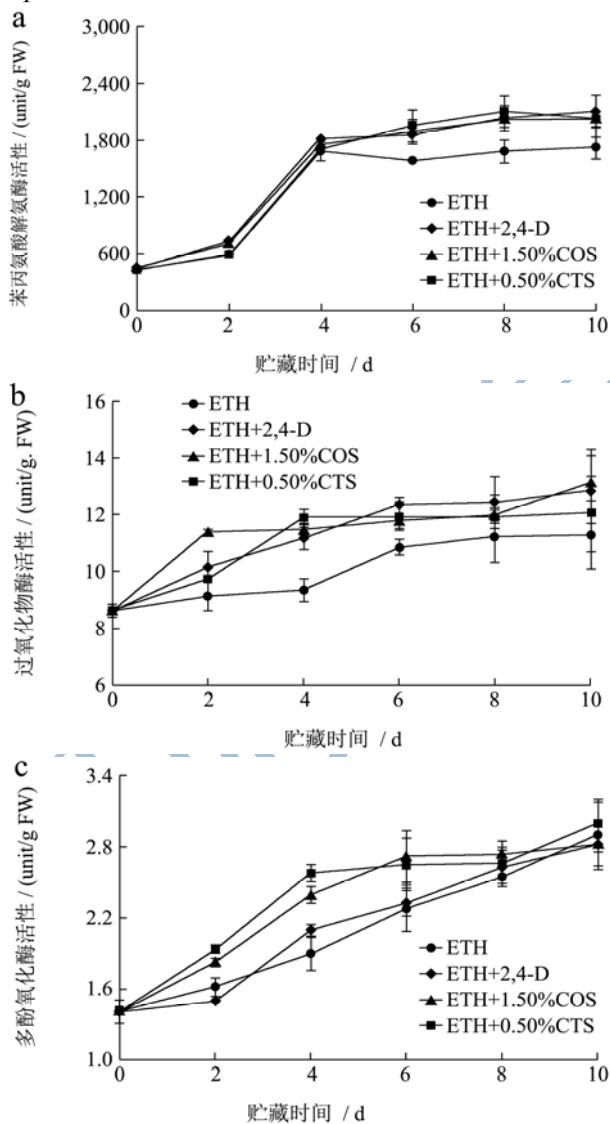 a
3,000
2,400
1,800
1,200
600
0
苯丙氨酸解氨酶活性 / (unit/g FW)
ETH
ETH+2,4-D
ETH+1.50%COS
ETH+0.50%CTS
0 2 4 6 8 10
贮藏时间 / d
b
16
14
12
10
8
6
过氧化物酶活性 / (unit/g. FW)
ETH
ETH+2,4-D
ETH+1.50%COS
ETH+0.50%CTS
0 2 4 6 8 10
贮藏时间 / d
c
3.4
2.8
2.2
1.6
1.0
多酚氧化酶活性 / (unit/g FW)
ETH
ETH+2,4-D
ETH+1.50%COS
ETH+0.50%CTS
0 2 4 6 8 10
贮藏时间 / d